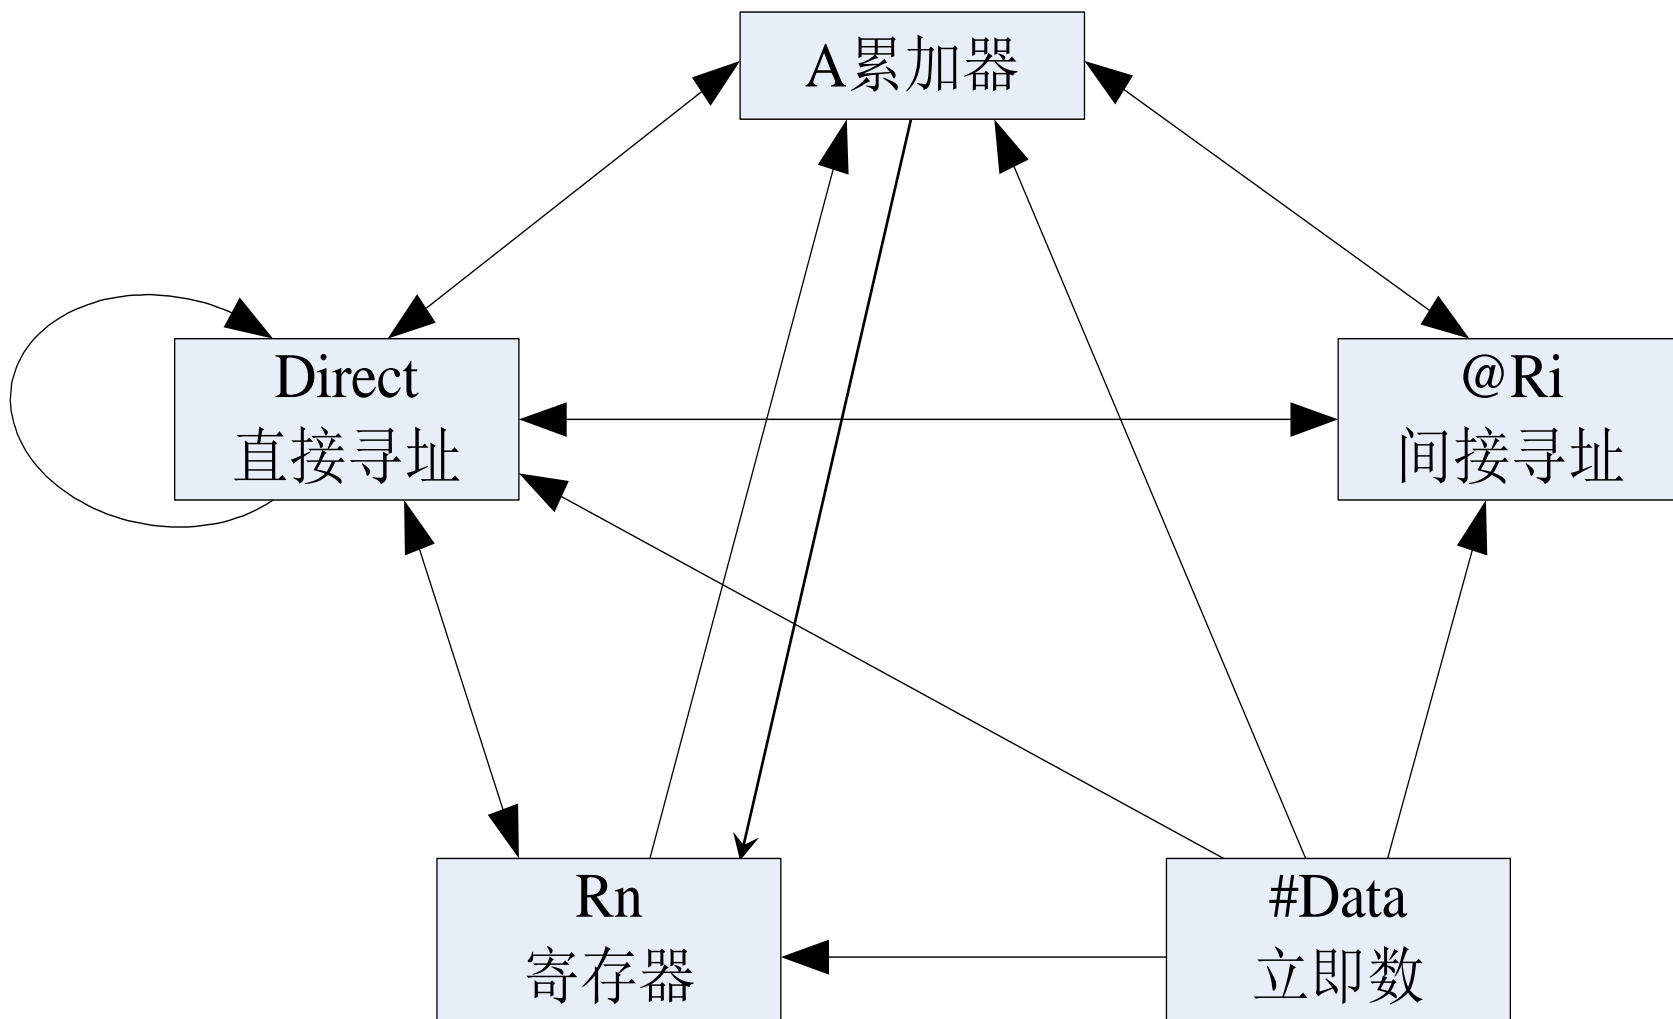 A累加器
Direct
直接寻址
@Ri
间接寻址
Rn
寄存器
#Data
立即数